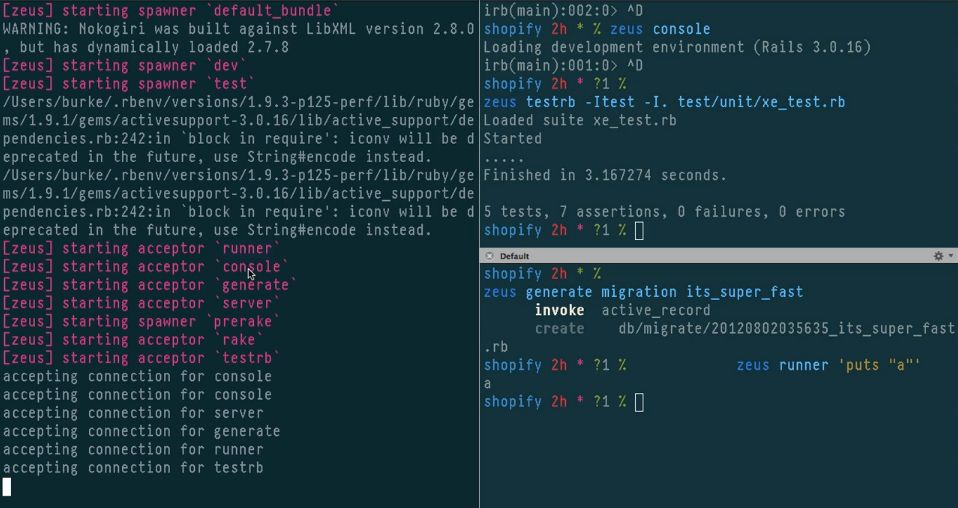 [zeus] starting spawner `default_bundle`
WARNING: Nokogiri was built against LibXML version 2.8.0
, but has dynamically loaded 2.7.8
[zeus] starting spawner `dev`
[zeus] starting spawner `test`
/Users/burke/.rbenv/versions/1.9.3-p125-perf/lib/ruby/ge
ms/1.9.1/gems/activesupport-3.0.16/lib/active_support/de
pendencies.rb:242:in `block in require': iconv will be d
eprecated in the future, use String#encode instead.
/Users/burke/.rbenv/versions/1.9.3-p125-perf/lib/ruby/ge
ms/1.9.1/gems/activesupport-3.0.16/lib/active_support/de
pendencies.rb:242:in `block in require': iconv will be d
eprecated in the future, use String#encode instead.
[zeus] starting acceptor `runner`
[zeus] starting acceptor `console`
[zeus] starting acceptor `generate`
[zeus] starting acceptor `server`
[zeus] starting spawner `prerake`
[zeus] starting acceptor `rake`
[zeus] starting acceptor `testrb`
accepting connection for console
accepting connection for console
accepting connection for server
accepting connection for generate
accepting connection for runner
accepting connection for testrb
irb(main):002:0> ^D
shopify 2h * % zeus console
Loading development environment (Rails 3.0.16)
irb(main):001:0> ^D
shopify 2h * ?1 %
zeus testrb -Itest -I. test/unit/xe_test.rb
Loaded suite xe_test.rb
Started
.....
Finished in 3.167274 seconds.
5 tests, 7 assertions, 0 failures, 0 errors
shopify 2h * ?1 %
Default
shopify 2h * %
zeus generate migration its_super_fast
invoke active_record
create db/migrate/20120802035635_its_super_fast
.rb
shopify 2h * ?1 % zeus runner 'puts "a"'
a
shopify 2h * ?1 %